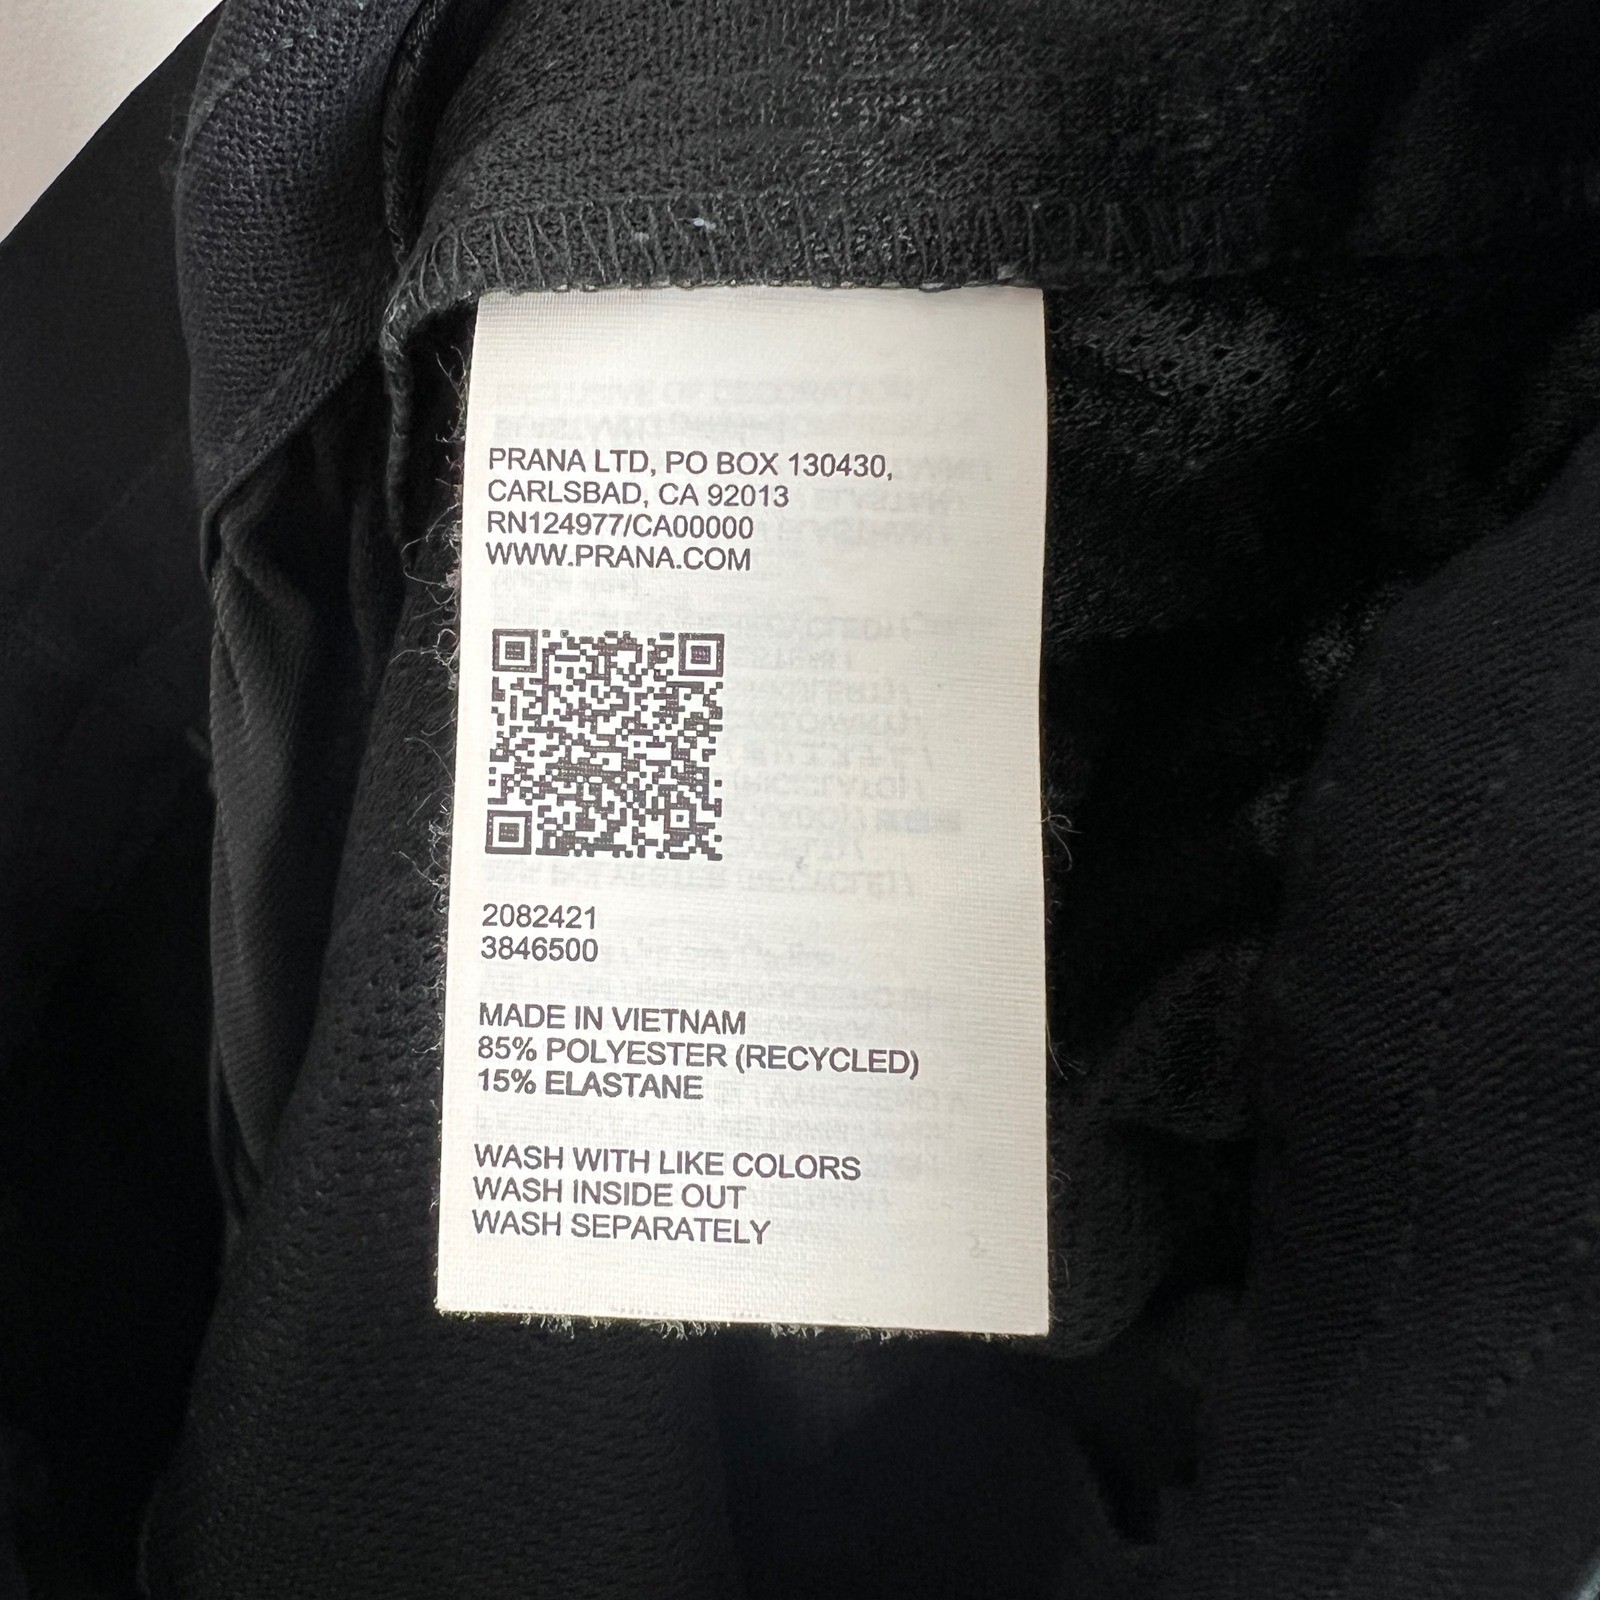 PRANA LTD, PO BOX 130430,
CARLSBAD, CA 92013
RN124977/CA00000
WWW.PRANA.COM
2082421
3846500
MADE IN VIETNAM
85% POLYESTER (RECYCLED)
15% ELASTANE
WASH WITH LIKE COLORS
WASH INSIDE OUT
WASH SEPARATELY